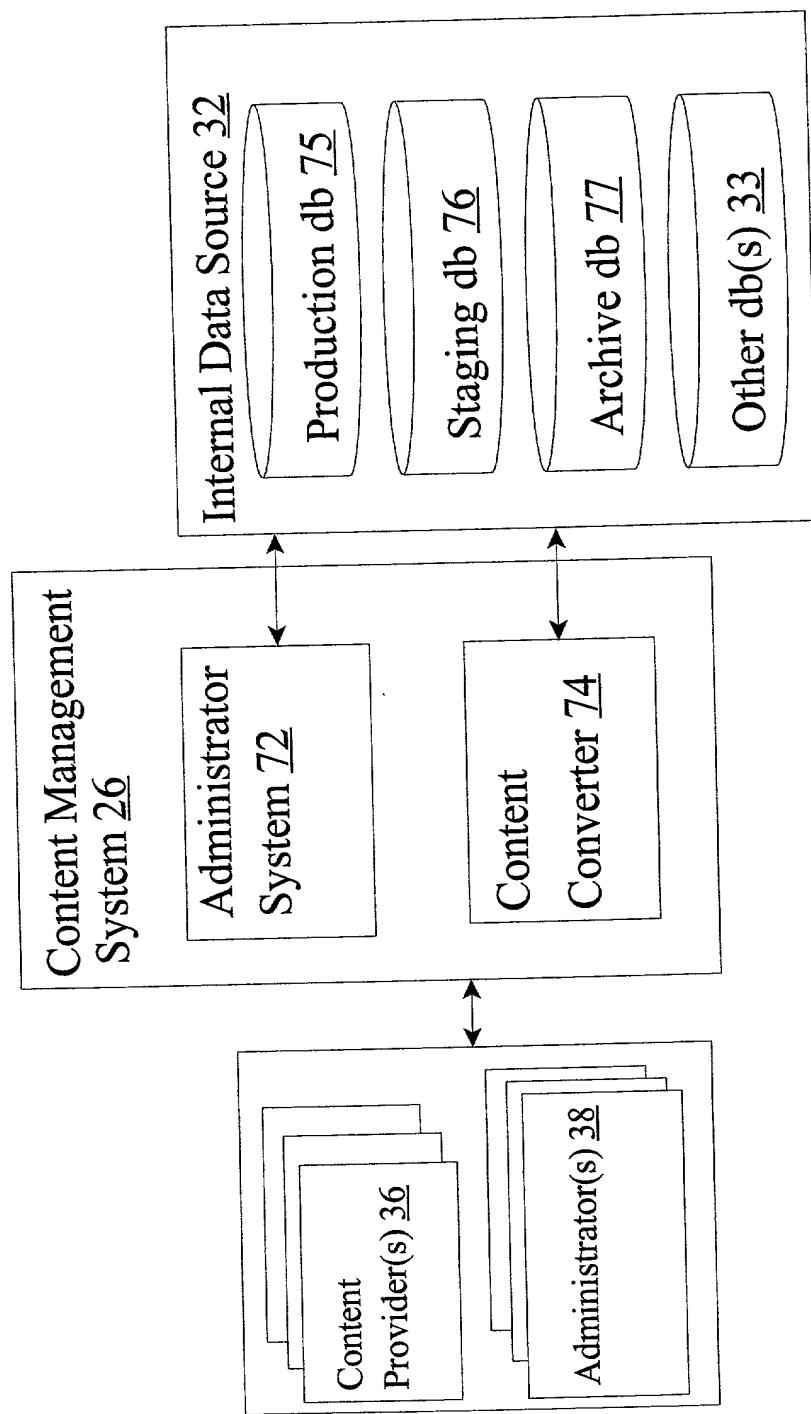 Content
Provider(s) 36
Administrator(s) 38
Content Management
System 26
Administrator
System 72
Content
Converter 74
Internal Data Source 32
Production db 75
Staging db 76
Archive db 77
Other db(s) 33